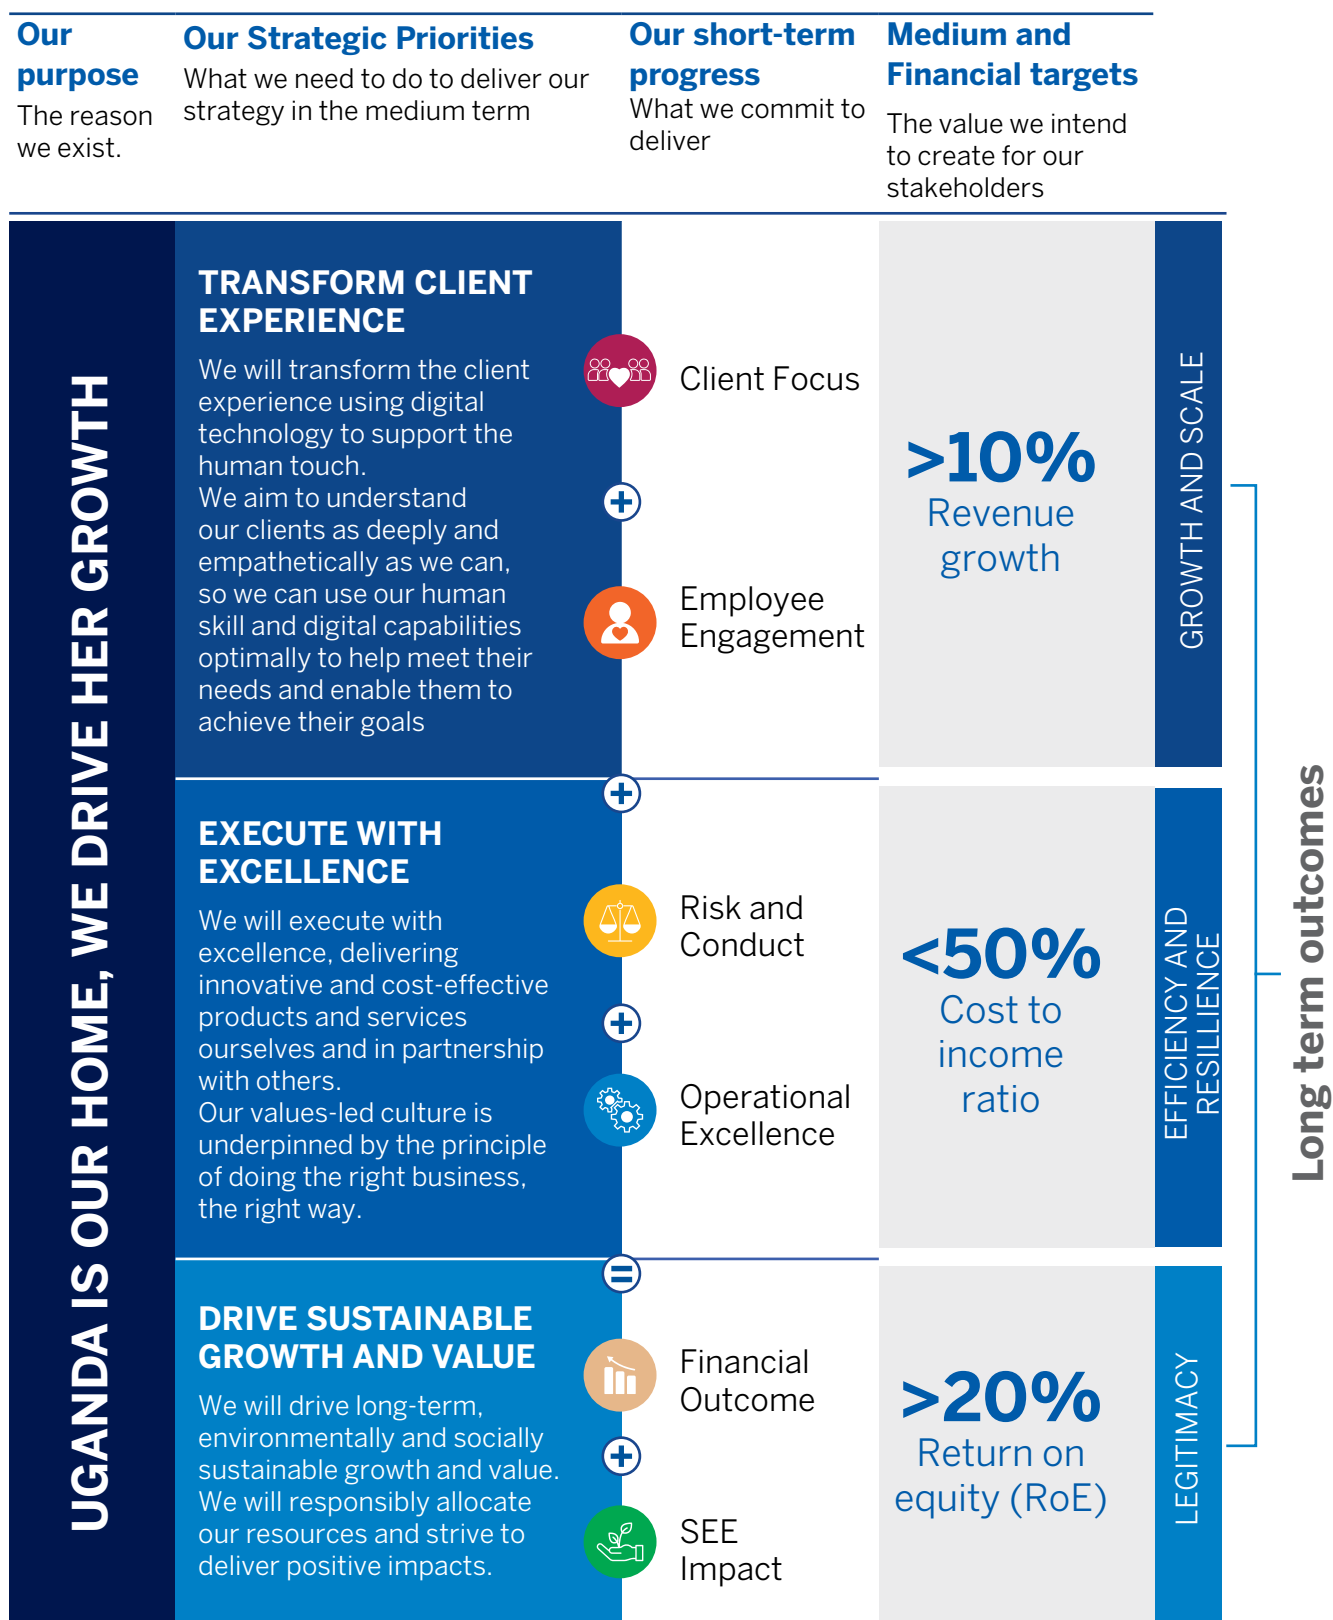 Our
purpose
The reason
we exist.
Our Strategic Priorities
What we need to do to deliver our
strategy in the medium term
Our short-term
progress
What we commit to
deliver
Medium and
Financial targets
The value we intend
to create for our
stakeholders
UGANDA IS OUR HOME, WE DRIVE HER GROWTH
TRANSFORM CLIENT
EXPERIENCE
We will transform the client
experience using digital
technology to support the
human touch.
We aim to understand
our clients as deeply and
empathetically as we can,
so we can use our human
skill and digital capabilities
optimally to help meet their
needs and enable them to
achieve their goals
Client Focus
+
Employee
Engagement
>10%
Revenue
growth
GROWTH AND SCALE
+
EXECUTE WITH
EXCELLENCE
We will execute with
excellence, delivering
innovative and cost-effective
products and services
ourselves and in partnership
with others.
Our values-led culture is
underpinned by the principle
of doing the right business,
the right way.
Risk and
Conduct
+
Operational
Excellence
<50%
Cost to
income
ratio
EFFICIENCY AND
RESILLIENCE
=
DRIVE SUSTAINABLE
GROWTH AND VALUE
We will drive long-term,
environmentally and socially
sustainable growth and value.
We will responsibly allocate
our resources and strive to
deliver positive impacts.
Financial
Outcome
+
SEE
Impact
>20%
Return on
equity (RoE)
LEGITIMACY
Long term outcomes